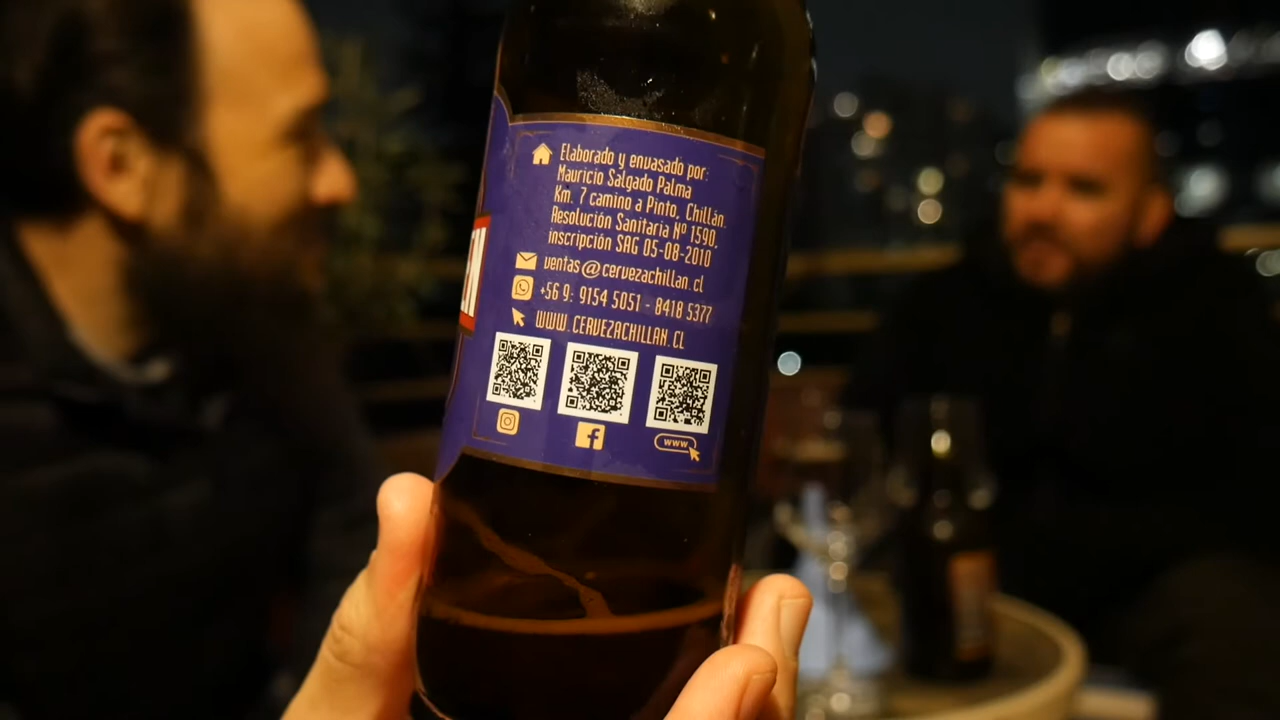 Elaborado y envasado por:
Mauricio Salgado Palma
Km. 7 camino a Pinto, Chillán.
Resolución Sanitaria Nº 1590,
inscripción SAG 05-08-2010
ventas@cervezachillan.cl
+56 9: 9154 5051 - 8418 5377
WWW.CERVEZACHILLAN.CL
www